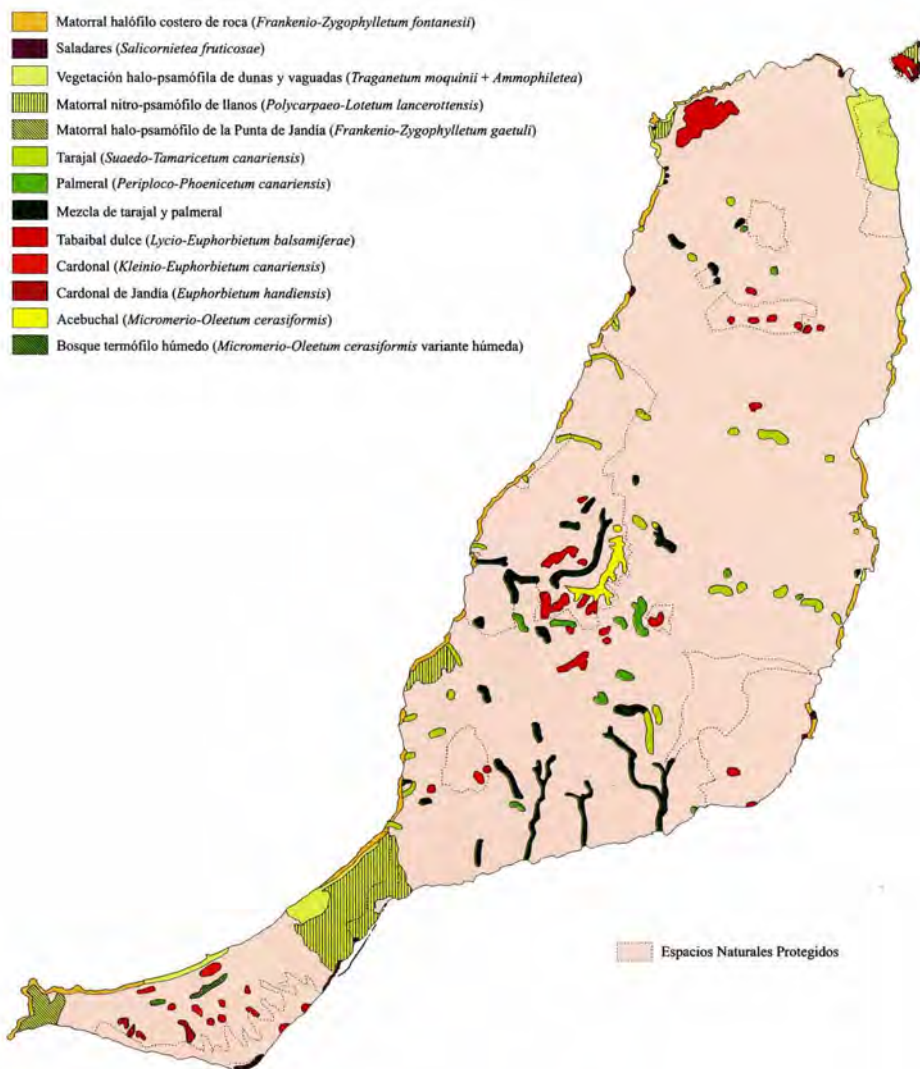 Matorral halófilo costero de roca (Frankenio-Zygophylletum fontanesii)
Saladares (Salicornietea fruticosae)
Vegetación halo-psamófila de dunas y vaguadas (Traganetum moquinii + Ammophiletea)
Matorral nitro-psamófilo de llanos (Polycarpaeo-Lotetum lancerottensis)
Matorral halo-psamófilo de la Punta de Jandía (Frankenio-Zygophylletum gaetuli)
Tarajal (Suaedo-Tamaricetum canariensis)
Palmeral (Periploco-Phoenicetum canariensis)
Mezcla de tarajal y palmeral
Tabaibal dulce (Lycio-Euphorbietum balsamiferae)
Cardonal (Kleinio-Euphorbietum canariensis)
Cardonal de Jandía (Euphorbietum handiensis)
Acebuchal (Micromerio-Oleetum cerasiformis)
Bosque termófilo húmedo (Micromerio-Oleetum cerasiformis variante húmeda)
Espacios Naturales Protegidos